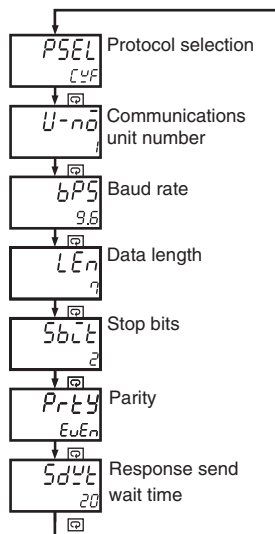 PSEL
CWF
Protocol selection
U-no
1
Communications
unit number
bPS
9.6
Baud rate
LEn
7
Data length
Sbit
2
Stop bits
PrtY
EvEn
Parity
SdWt
20
Response send
wait time